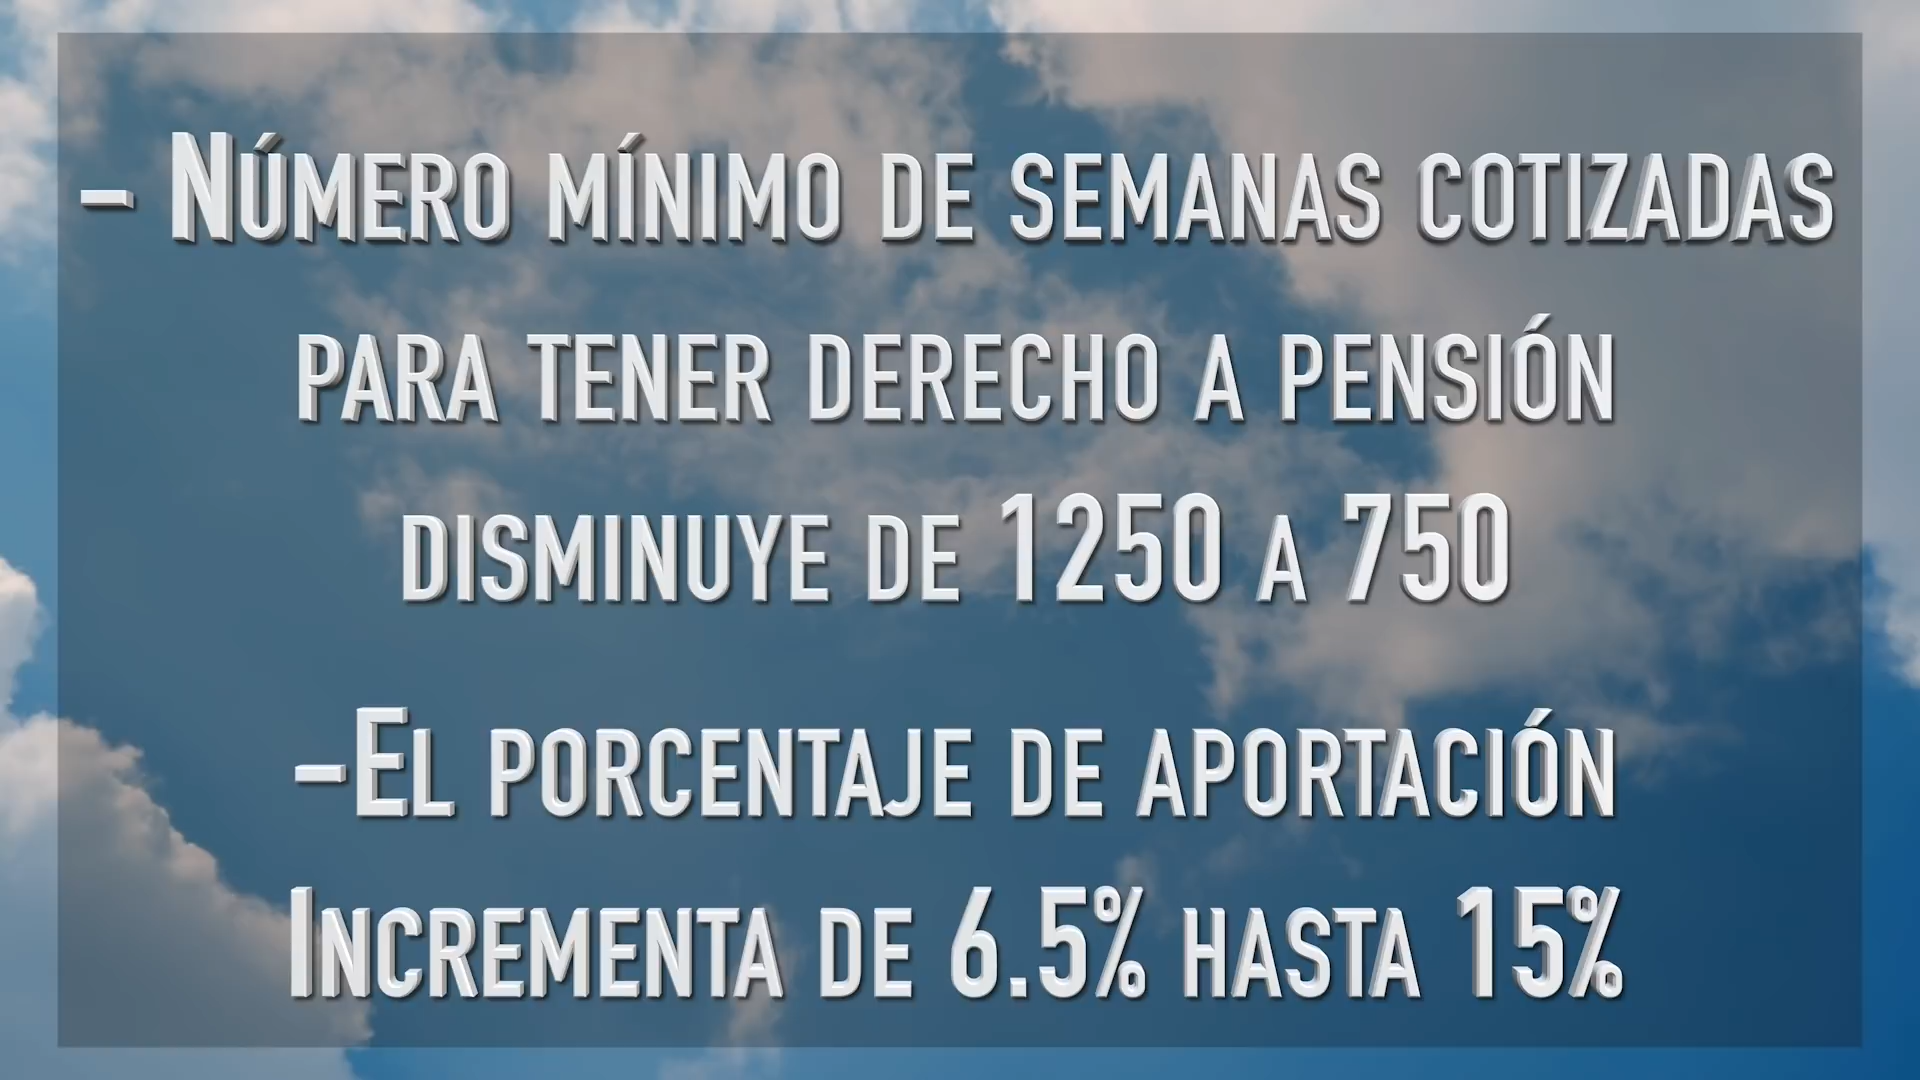 - Número mínimo de semanas cotizadas
para tener derecho a pensión
disminuye de 1250 a 750
-El porcentaje de aportación
Incrementa de 6.5% hasta 15%